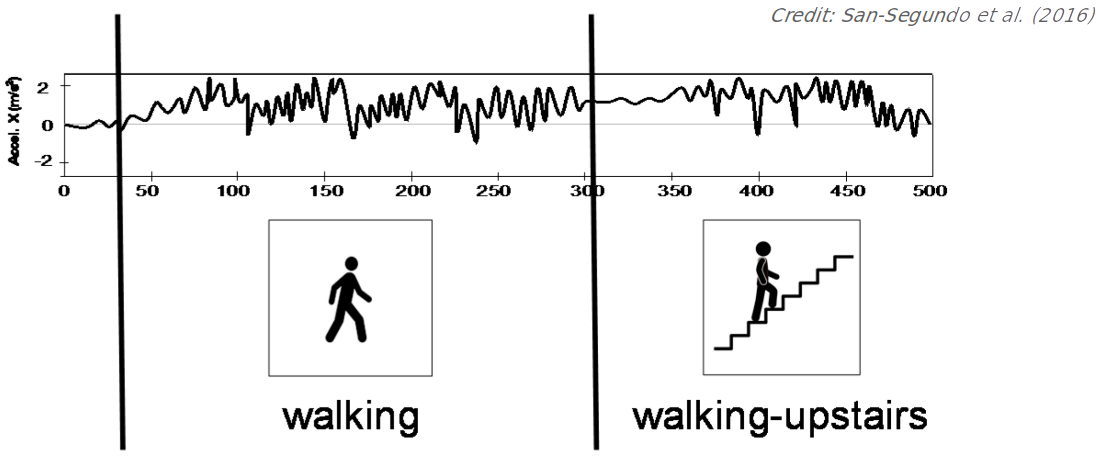 Credit: San-Segundo et al. (2016)
Accel. X (m/s²)
2
0
-2
0 50 100 150 200 250 300 350 400 450 500
walking
walking-upstairs